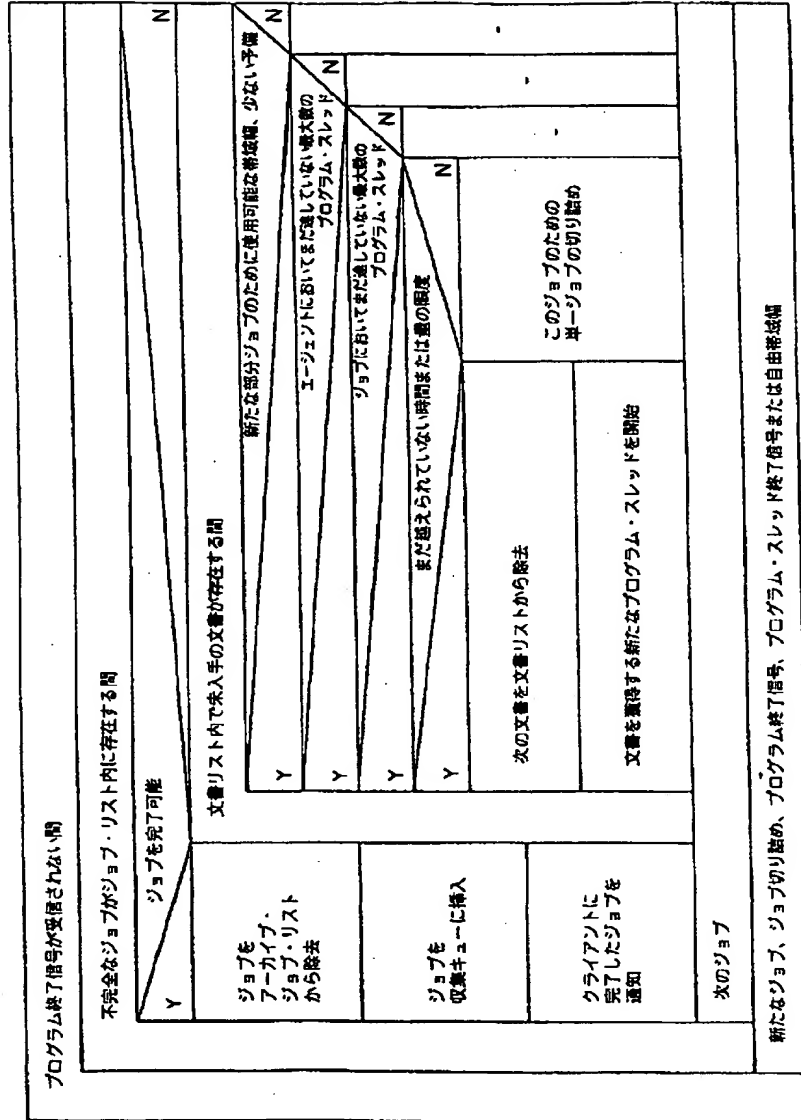 プログラム終了信号が受信されない間
不完全なジョブがジョブ・リスト内に存在する間
ジョブを完了可能
Y
N
ジョブを
アーカイブ・
ジョブ・リスト
から除去
ジョブを
収集キューに挿入
クライアントに
完了したジョブを
通知
文書リスト内で未入手の文書が存在する間
新たな部分ジョブのために使用可能な帯域幅、少ない予備
Y
N
エージェントにおいてまだ達していない最大数の
プログラム・スレッド
Y
N
ジョブにおいてまだ達していない最大数の
プログラム・スレッド
Y
N
まだ越えられていない時間または量の限度
Y
N
次の文書を文書リストから除去
文書を獲得する新たなプログラム・スレッドを開始
このジョブのための
単一ジョブの切り詰め
-
-
-
次のジョブ
新たなジョブ、ジョブ切り詰め、プログラム終了信号、プログラム・スレッド終了信号または自由帯域幅